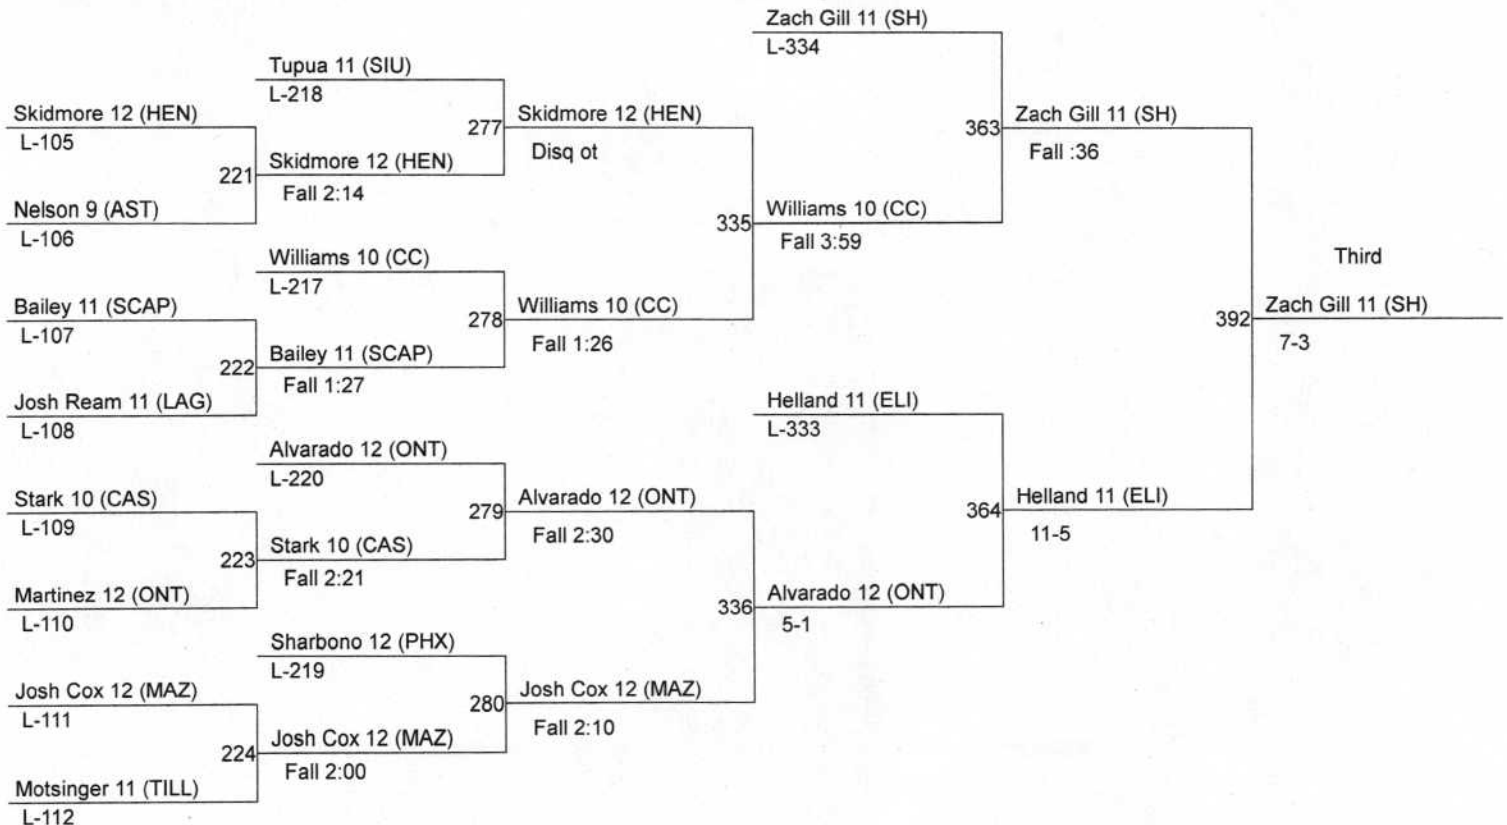 Zach Gill 11 (SH)
L-334
Tupua 11 (SIU)
L-218
Skidmore 12 (HEN)
L-105
277
Skidmore 12 (HEN)
Disq ot
363
Zach Gill 11 (SH)
Fall :36
221
Skidmore 12 (HEN)
Fall 2:14
Nelson 9 (AST)
L-106
335
Williams 10 (CC)
Fall 3:59
Williams 10 (CC)
L-217
Third
Bailey 11 (SCAP)
L-107
278
Williams 10 (CC)
Fall 1:26
392
Zach Gill 11 (SH)
7-3
222
Bailey 11 (SCAP)
Fall 1:27
Josh Ream 11 (LAG)
L-108
Helland 11 (ELI)
L-333
Alvarado 12 (ONT)
L-220
Stark 10 (CAS)
L-109
279
Alvarado 12 (ONT)
Fall 2:30
364
Helland 11 (ELI)
11-5
223
Stark 10 (CAS)
Fall 2:21
Martinez 12 (ONT)
L-110
336
Alvarado 12 (ONT)
5-1
Sharbono 12 (PHX)
L-219
Josh Cox 12 (MAZ)
L-111
280
Josh Cox 12 (MAZ)
Fall 2:10
224
Josh Cox 12 (MAZ)
Fall 2:00
Motsinger 11 (TILL)
L-112